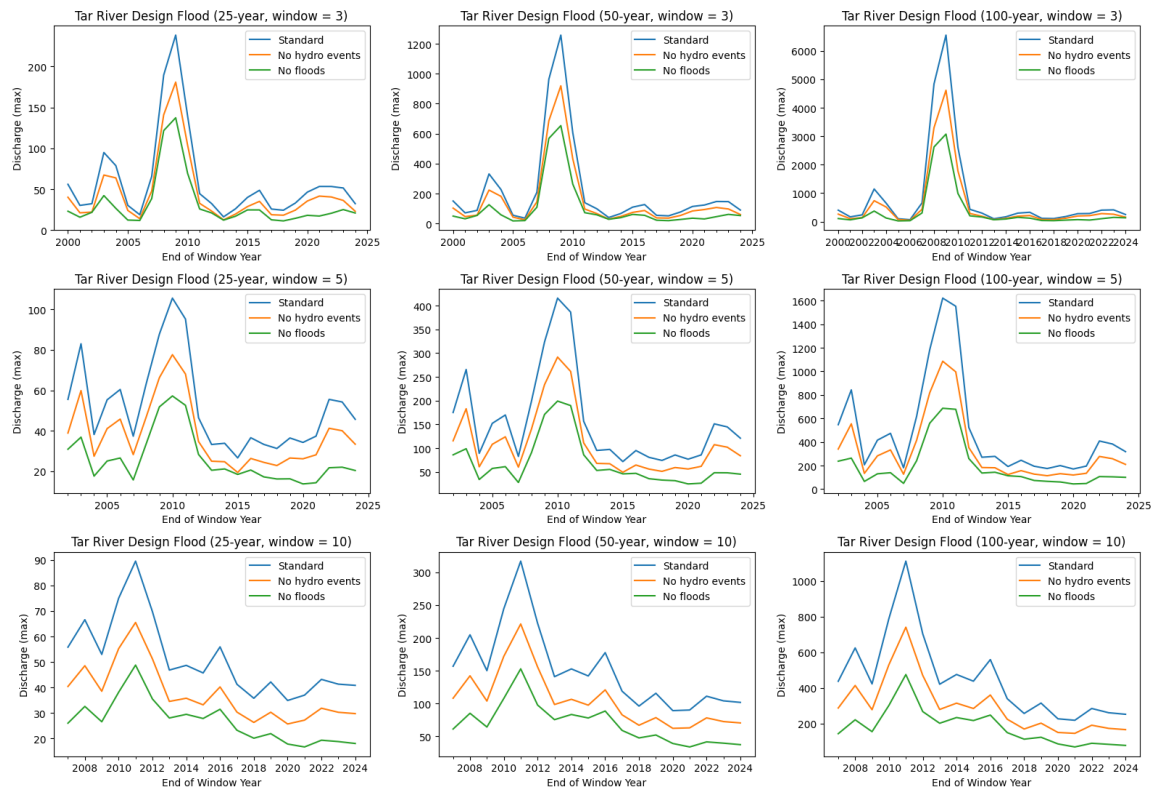 Tar River Design Flood (25-year, window = 3)
Discharge (max)
200
150
100
50
0
2000 2005 2010 2015 2020 2025
End of Window Year
Standard
No hydro events
No floods
Tar River Design Flood (50-year, window = 3)
Discharge (max)
1200
1000
800
600
400
200
0
2000 2005 2010 2015 2020 2025
End of Window Year
Standard
No hydro events
No floods
Tar River Design Flood (100-year, window = 3)
Discharge (max)
6000
5000
4000
3000
2000
1000
0
2000 2002 2004 2006 2008 2010 2012 2014 2016 2018 2020 2022 2024
End of Window Year
Standard
No hydro events
No floods
Tar River Design Flood (25-year, window = 5)
Discharge (max)
100
80
60
40
20
2005 2010 2015 2020 2025
End of Window Year
Standard
No hydro events
No floods
Tar River Design Flood (50-year, window = 5)
Discharge (max)
400
350
300
250
200
150
100
50
2005 2010 2015 2020 2025
End of Window Year
Standard
No hydro events
No floods
Tar River Design Flood (100-year, window = 5)
Discharge (max)
1600
1400
1200
1000
800
600
400
200
0
2005 2010 2015 2020 2025
End of Window Year
Standard
No hydro events
No floods
Tar River Design Flood (25-year, window = 10)
Discharge (max)
90
80
70
60
50
40
30
20
2008 2010 2012 2014 2016 2018 2020 2022 2024
End of Window Year
Standard
No hydro events
No floods
Tar River Design Flood (50-year, window = 10)
Discharge (max)
300
250
200
150
100
50
2008 2010 2012 2014 2016 2018 2020 2022 2024
End of Window Year
Standard
No hydro events
No floods
Tar River Design Flood (100-year, window = 10)
Discharge (max)
1000
800
600
400
200
2008 2010 2012 2014 2016 2018 2020 2022 2024
End of Window Year
Standard
No hydro events
No floods